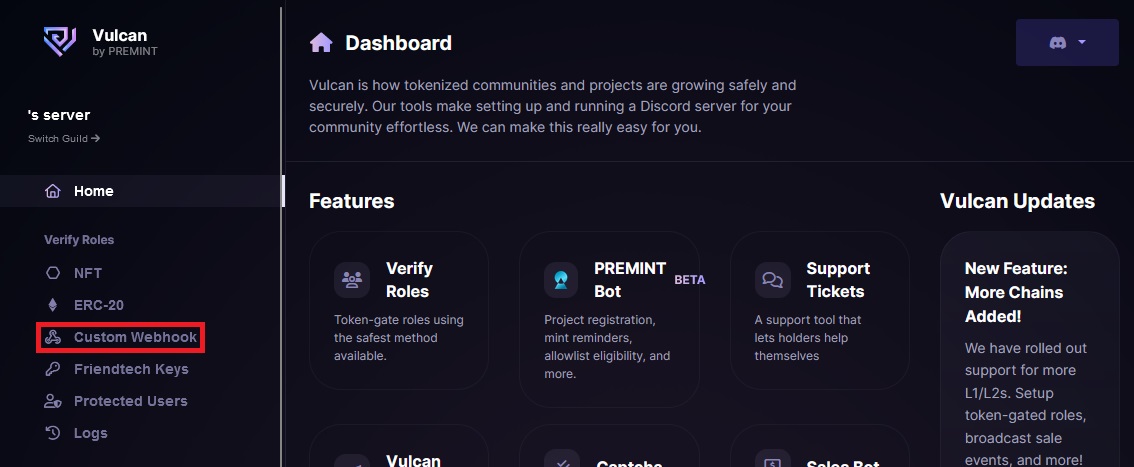 Vulcan
by PREMINT
's server
Switch Guild →
Home
Verify Roles
NFT
ERC-20
Custom Webhook
Friendtech Keys
Protected Users
Logs
Dashboard
Vulcan is how tokenized communities and projects are growing safely and
securely. Our tools make setting up and running a Discord server for your
community effortless. We can make this really easy for you.
Features
Verify
Roles
Token-gate roles using
the safest method
available.
PREMINT
Bot
BETA
Project registration,
mint reminders,
allowlist eligibility, and
more.
Support
Tickets
A support tool that
lets holders help
themselves
Vulcan
Captcha
Sales Bot
Vulcan Updates
New Feature:
More Chains
Added!
We have rolled out
support for more
L1/L2s. Setup
token-gated roles,
broadcast sale
events, and more!